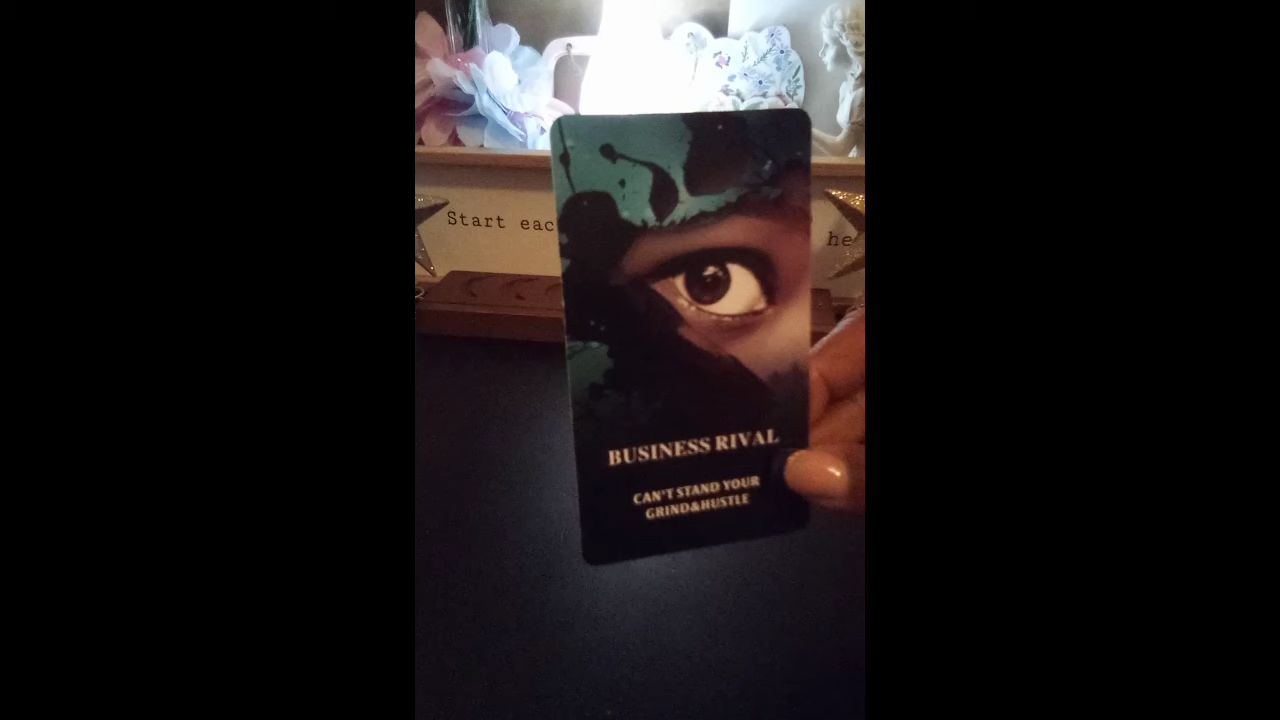 Start eac
he
BUSINESS RIVAL
CAN'T STAND YOUR
GRIND&HUSTLE